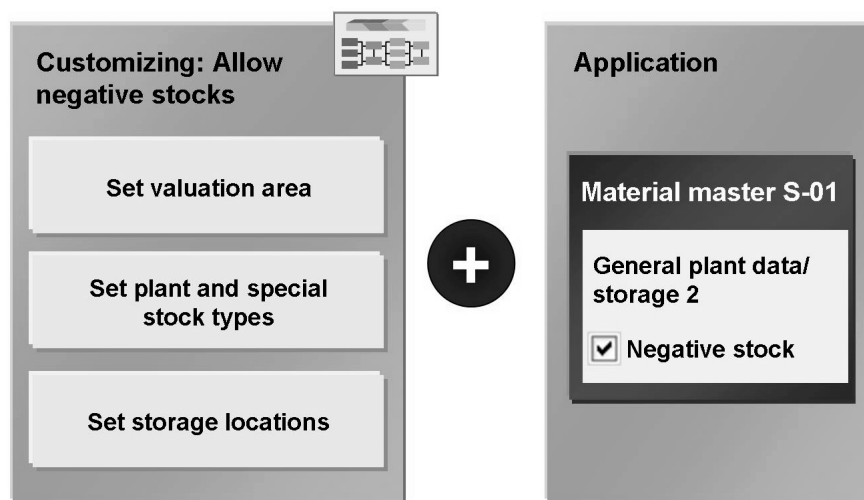 Customizing: Allow
negative stocks
Set valuation area
Set plant and special
stock types
Set storage locations
Application
Material master S-01
General plant data/
storage 2
Negative stock